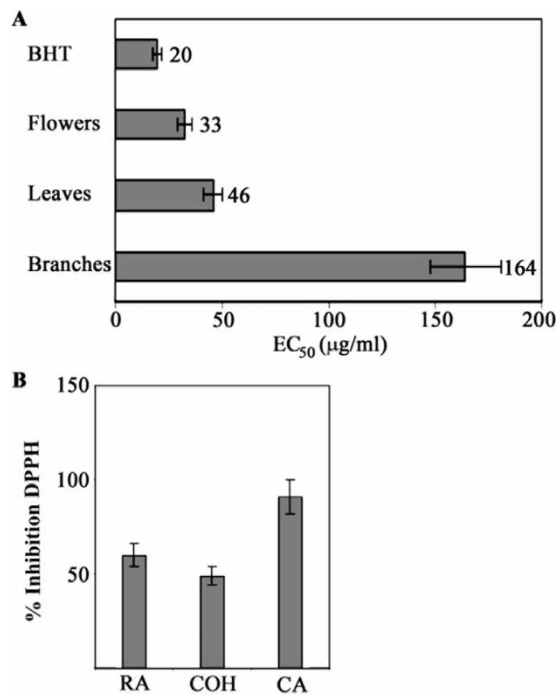 A
BHT
20
Flowers
33
Leaves
46
Branches
164
0
50
100
150
200
EC50 (μg/ml)
B
% Inhibition DPPH
150
100
50
RA
COH
CA